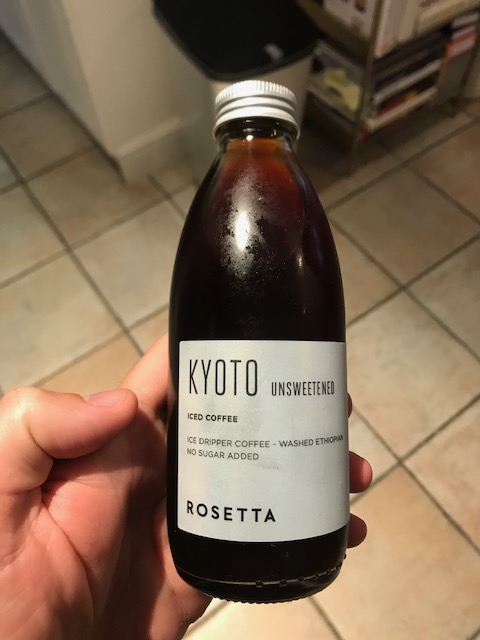 KYOTO UNSWEETENED
ICED COFFEE
ICE DRIPPER COFFEE - WASHED ETHIOPIAN
NO SUGAR ADDED
ROSETTA